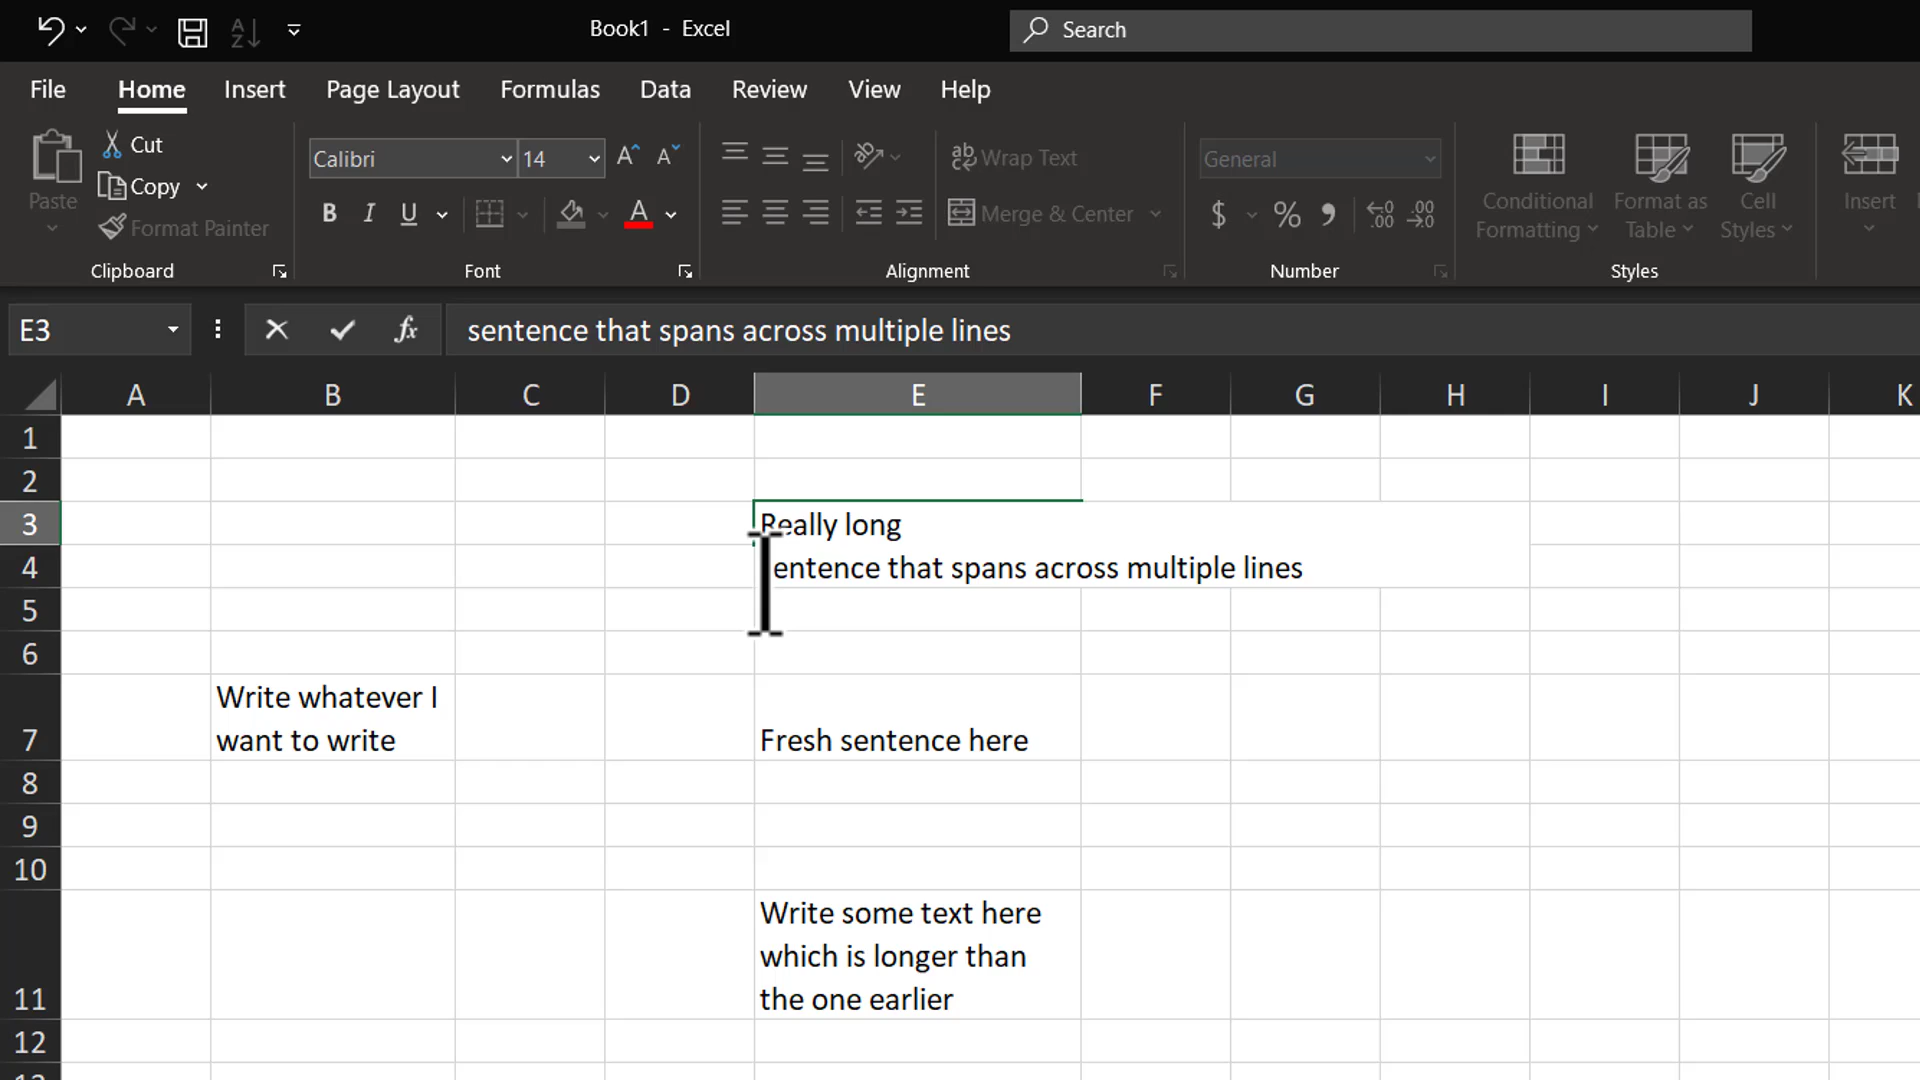 Book1 - Excel
Search
File Home Insert Page Layout Formulas Data Review View Help
Paste
Cut
Copy
Format Painter
Clipboard
Calibri 14
B I U
Font
Wrap Text
Merge & Center
Alignment
General
$ % 9 .00 .00
Number
Conditional Formatting
Format as Table
Cell Styles
Styles
Insert
E3
fx
sentence that spans across multiple lines
A B C D E F G H I J K
1
2
3 Really long
4 entence that spans across multiple lines
5
6
Write whatever I
7 want to write Fresh sentence here
8
9
10
Write some text here
which is longer than
11 the one earlier
12